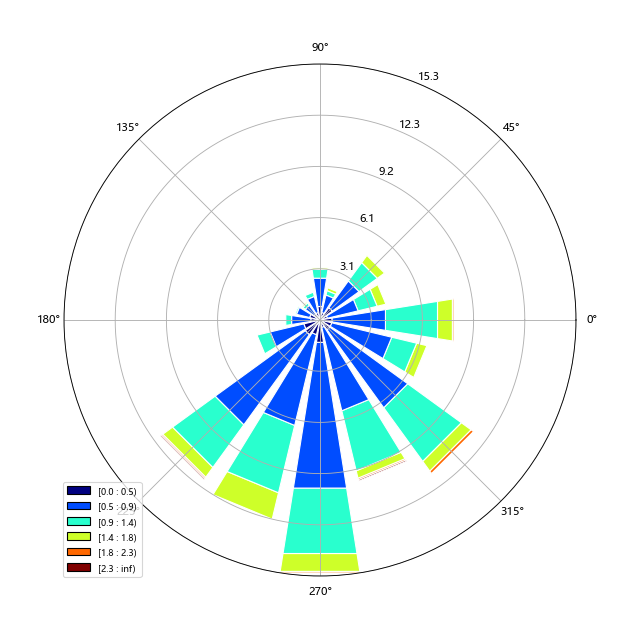 90°
15.3
135°
12.3
45°
9.2
6.1
3.1
180°
0°
[0.0 : 0.5)
[0.5 : 0.9)
225°
315°
[0.9 : 1.4)
[1.4 : 1.8)
[1.8 : 2.3)
[2.3 : inf)
270°